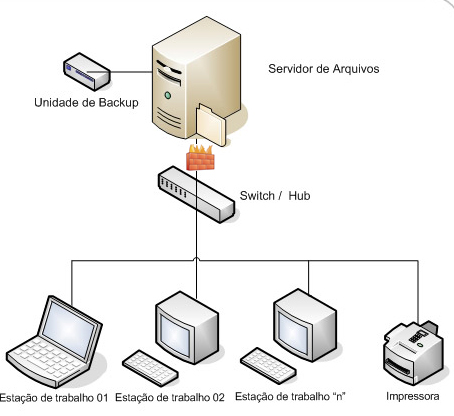 Servidor de Arquivos
Unidade de Backup
Switch / Hub
Estação de trabalho 01
Estação de trabalho 02
Estação de trabalho “n”
Impressora